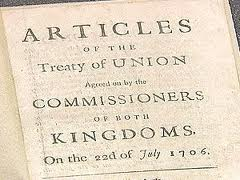 ARTICLES
OF THE
Treaty of UNION
Agreed on by the
COMMISSIONERS
OF BOTH
KINGDOMS,
On the 22d of July 1706.